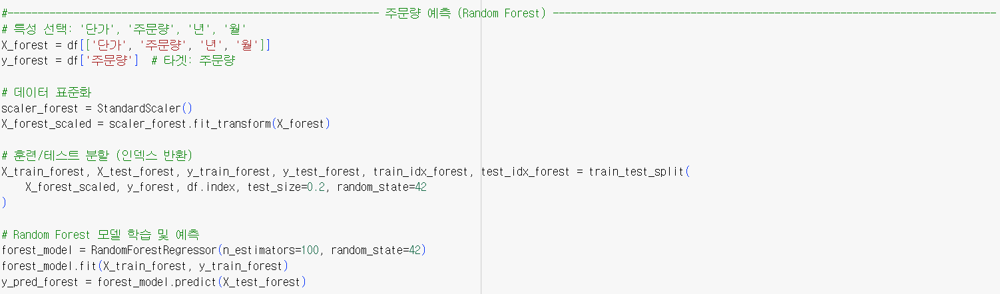 #-------------------------------------------------------------- 주문량 예측 (Random Forest) --------------------------------------------------------------------------
# 특성 선택: '단가', '주문량', '년', '월'
X_forest = df[['단가', '주문량', '년', '월']]
y_forest = df['주문량']  # 타겟: 주문량

# 데이터 표준화
scaler_forest = StandardScaler()
X_forest_scaled = scaler_forest.fit_transform(X_forest)

# 훈련/테스트 분할 (인덱스 반환)
X_train_forest, X_test_forest, y_train_forest, y_test_forest, train_idx_forest, test_idx_forest = train_test_split(
    X_forest_scaled, y_forest, df.index, test_size=0.2, random_state=42
)

# Random Forest 모델 학습 및 예측
forest_model = RandomForestRegressor(n_estimators=100, random_state=42)
forest_model.fit(X_train_forest, y_train_forest)
y_pred_forest = forest_model.predict(X_test_forest)